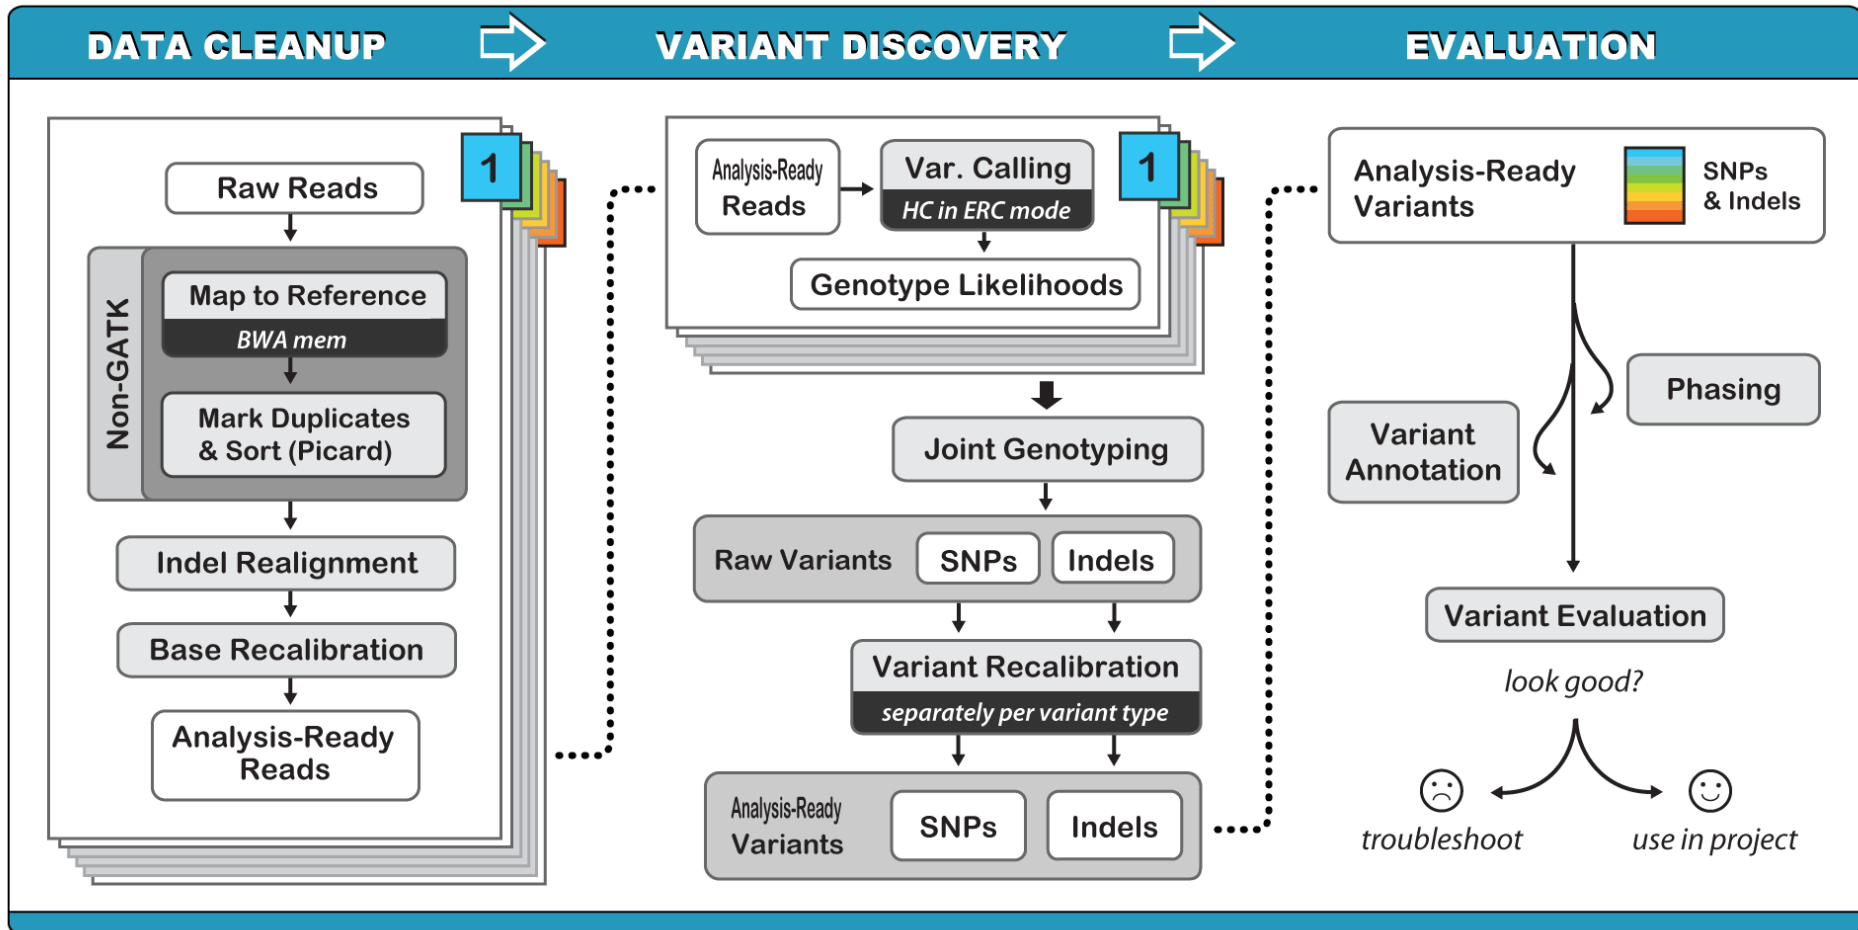 DATA CLEANUP
VARIANT DISCOVERY
EVALUATION
1
Raw Reads
Non-GATK
Map to Reference
BWA mem
Mark Duplicates
& Sort (Picard)
Indel Realignment
Base Recalibration
Analysis-Ready
Reads
1
Analysis-Ready
Reads
Var. Calling
HC in ERC mode
Genotype Likelihoods
Joint Genotyping
Raw Variants
SNPs
Indels
Variant Recalibration
separately per variant type
Analysis-Ready
Variants
SNPs
Indels
Analysis-Ready
Variants
SNPs
& Indels
Phasing
Variant
Annotation
Variant Evaluation
look good?
troubleshoot
use in project